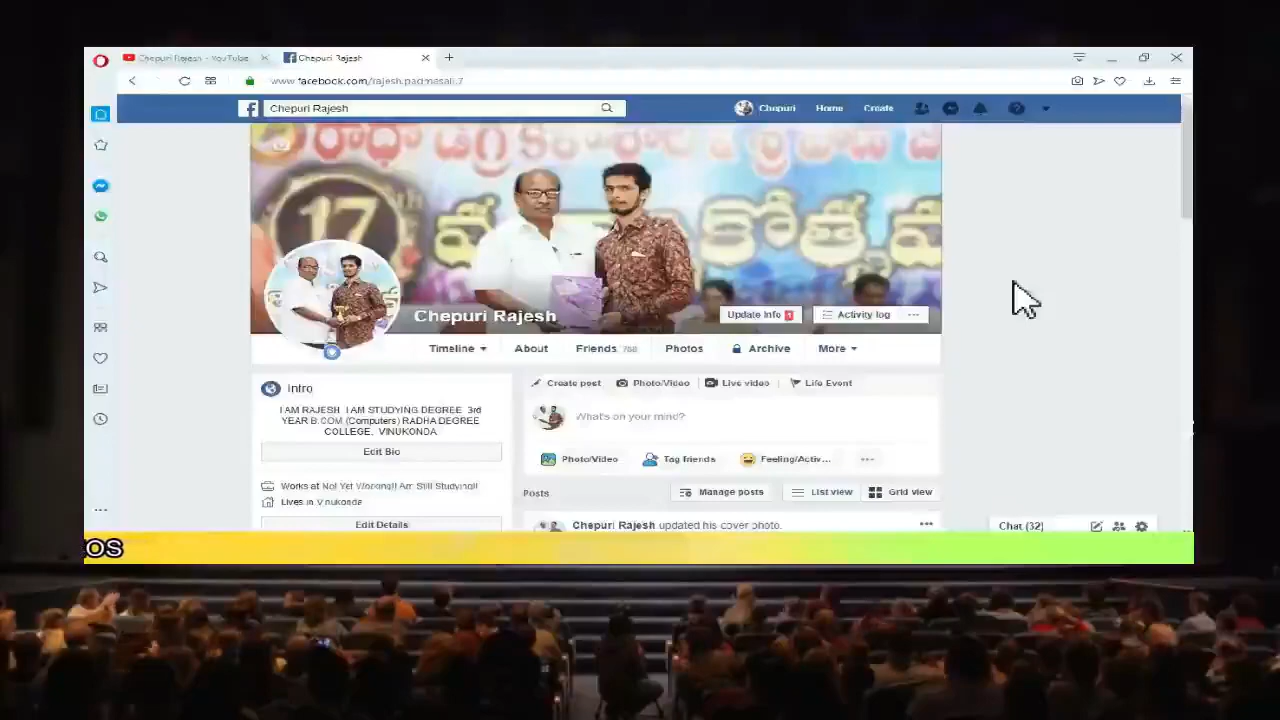 Chepuri Rajesh - YouTube
Chepuri Rajesh
www.facebook.com/rajesh.padmasali.7
Chepuri Rajesh
Chepuri
Home
Create
17th
Chepuri Rajesh
Update Info 1
Activity log
Timeline
About
Friends 768
Photos
Archive
More
Intro
I AM RAJESH I AM STUDYING DEGREE 3rd
YEAR B.COM (Computers) RADHA DEGREE
COLLEGE, VINUKONDA
Edit Bio
Works at Not Yet Working!! Am Still Studying!!
Lives in Vinukonda
Edit Details
Create post
Photo/Video
Live video
Life Event
What's on your mind?
Photo/Video
Tag friends
Feeling/Activ...
Posts
Manage posts
List view
Grid view
Chepuri Rajesh updated his cover photo.
Chat (32)
OS